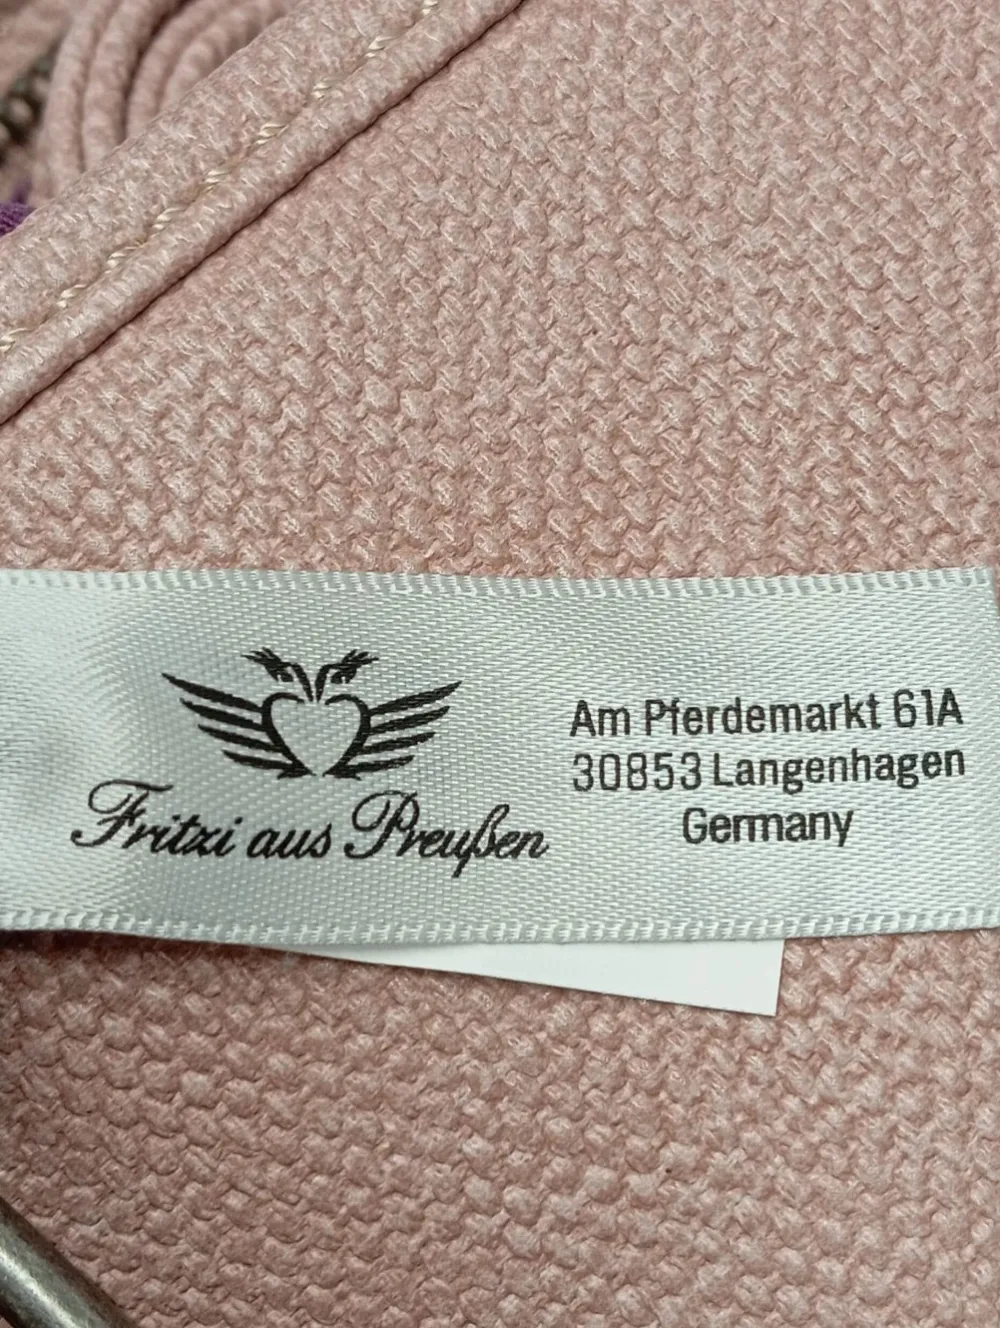 Fritzi aus Preußen
Am Pferdemarkt 61A
30853 Langenhagen
Germany